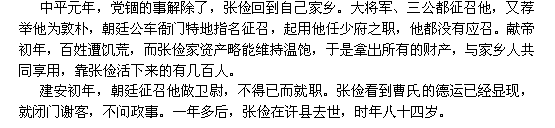 中平元年，党锢的事解除了，张俭回到自己家乡。大将军、三公都征召他，又荐
举他为敦朴，朝廷公车衙门特地指名征召，起用他任少府之职，他都没有应召。献帝
初年，百姓遭饥荒，而张俭家资产略能维持温饱，于是拿出所有的财产，与家乡人共
同享用，靠张俭活下来的有几百人。
建安初年，朝廷征召他做卫尉，不得已而就职。张俭看到曹氏的德运已经显现，
就闭门谢客，不问政事。一年多后，张俭在许县去世，时年八十四岁。